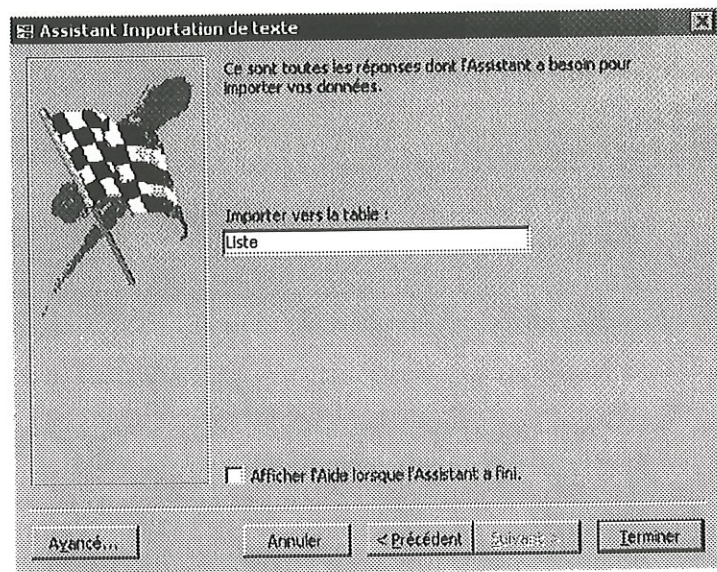 Assistant Importation de texte
Ce sont toutes les réponses dont l'Assistant a besoin pour
importer vos données.
Importer vers la table :
Liste
Afficher l'Aide lorsque l'Assistant a fini.
Avancé...
Annuler
< Précédent
Suivant >
Terminer